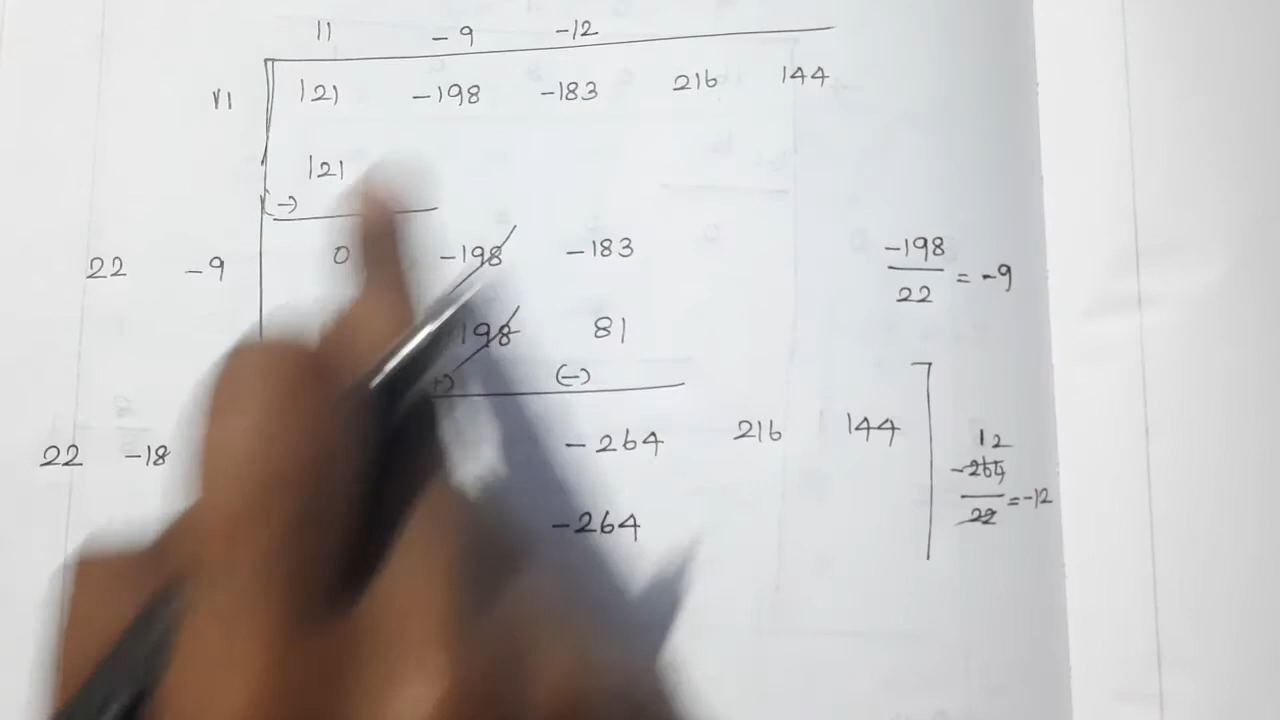 11 -9 -12
11 121 -198 -183 216 144
121
(-)
22 -9 0 -198 -183
-198/22 = -9
198 81
(-)
22 -18 -264 216 144
12
-264/22 = -12
-264